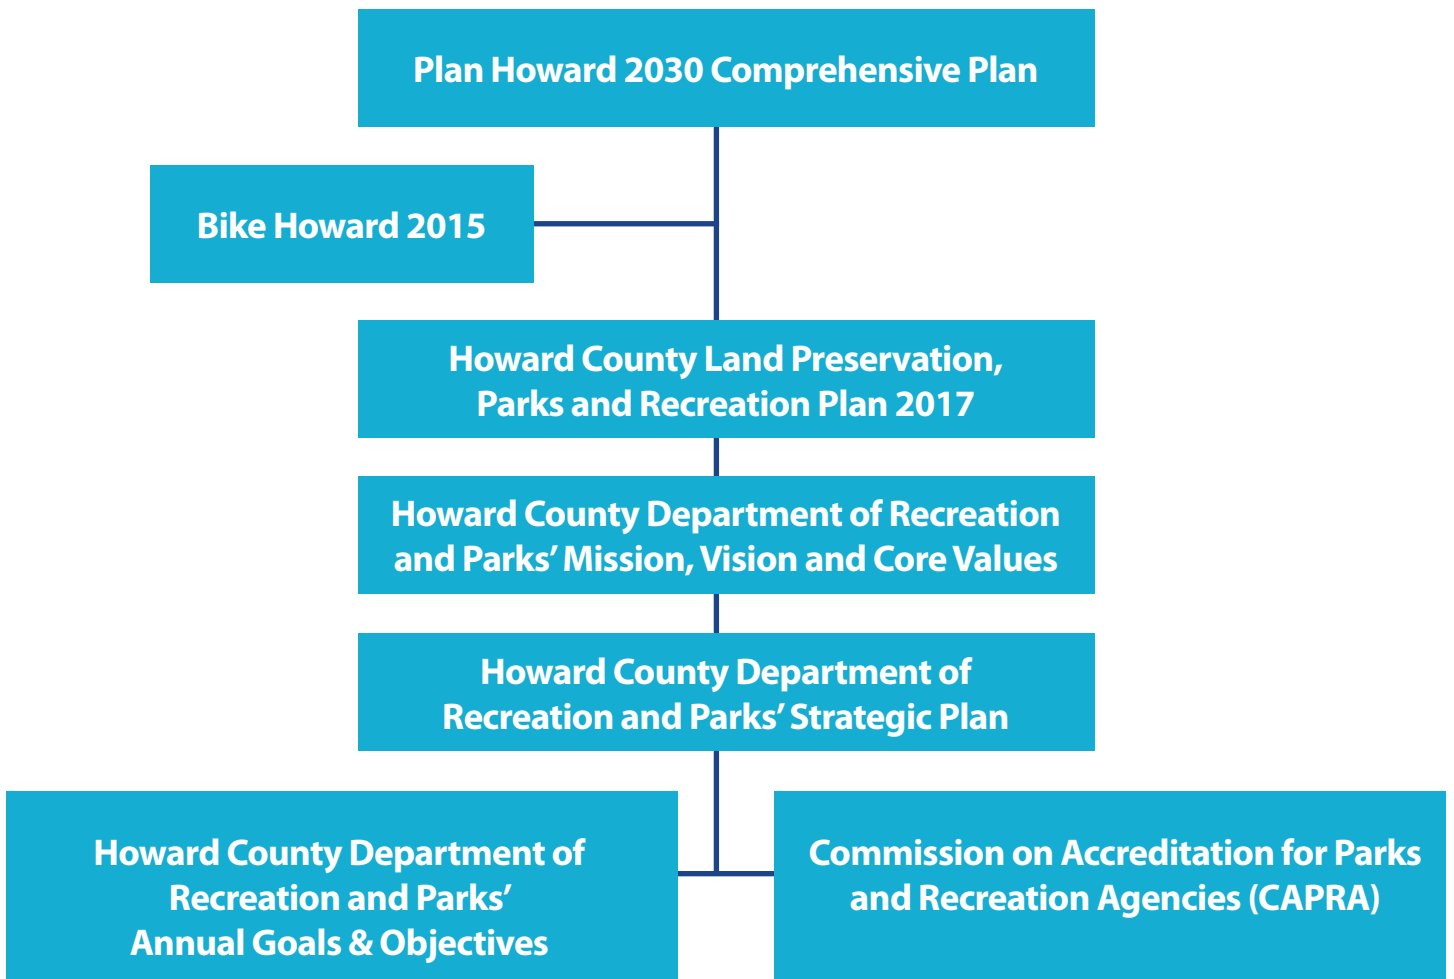 Plan Howard 2030 Comprehensive Plan
Bike Howard 2015
Howard County Land Preservation,
Parks and Recreation Plan 2017
Howard County Department of Recreation
and Parks’ Mission, Vision and Core Values
Howard County Department of
Recreation and Parks’ Strategic Plan
Howard County Department of
Recreation and Parks’
Annual Goals & Objectives
Commission on Accreditation for Parks
and Recreation Agencies (CAPRA)